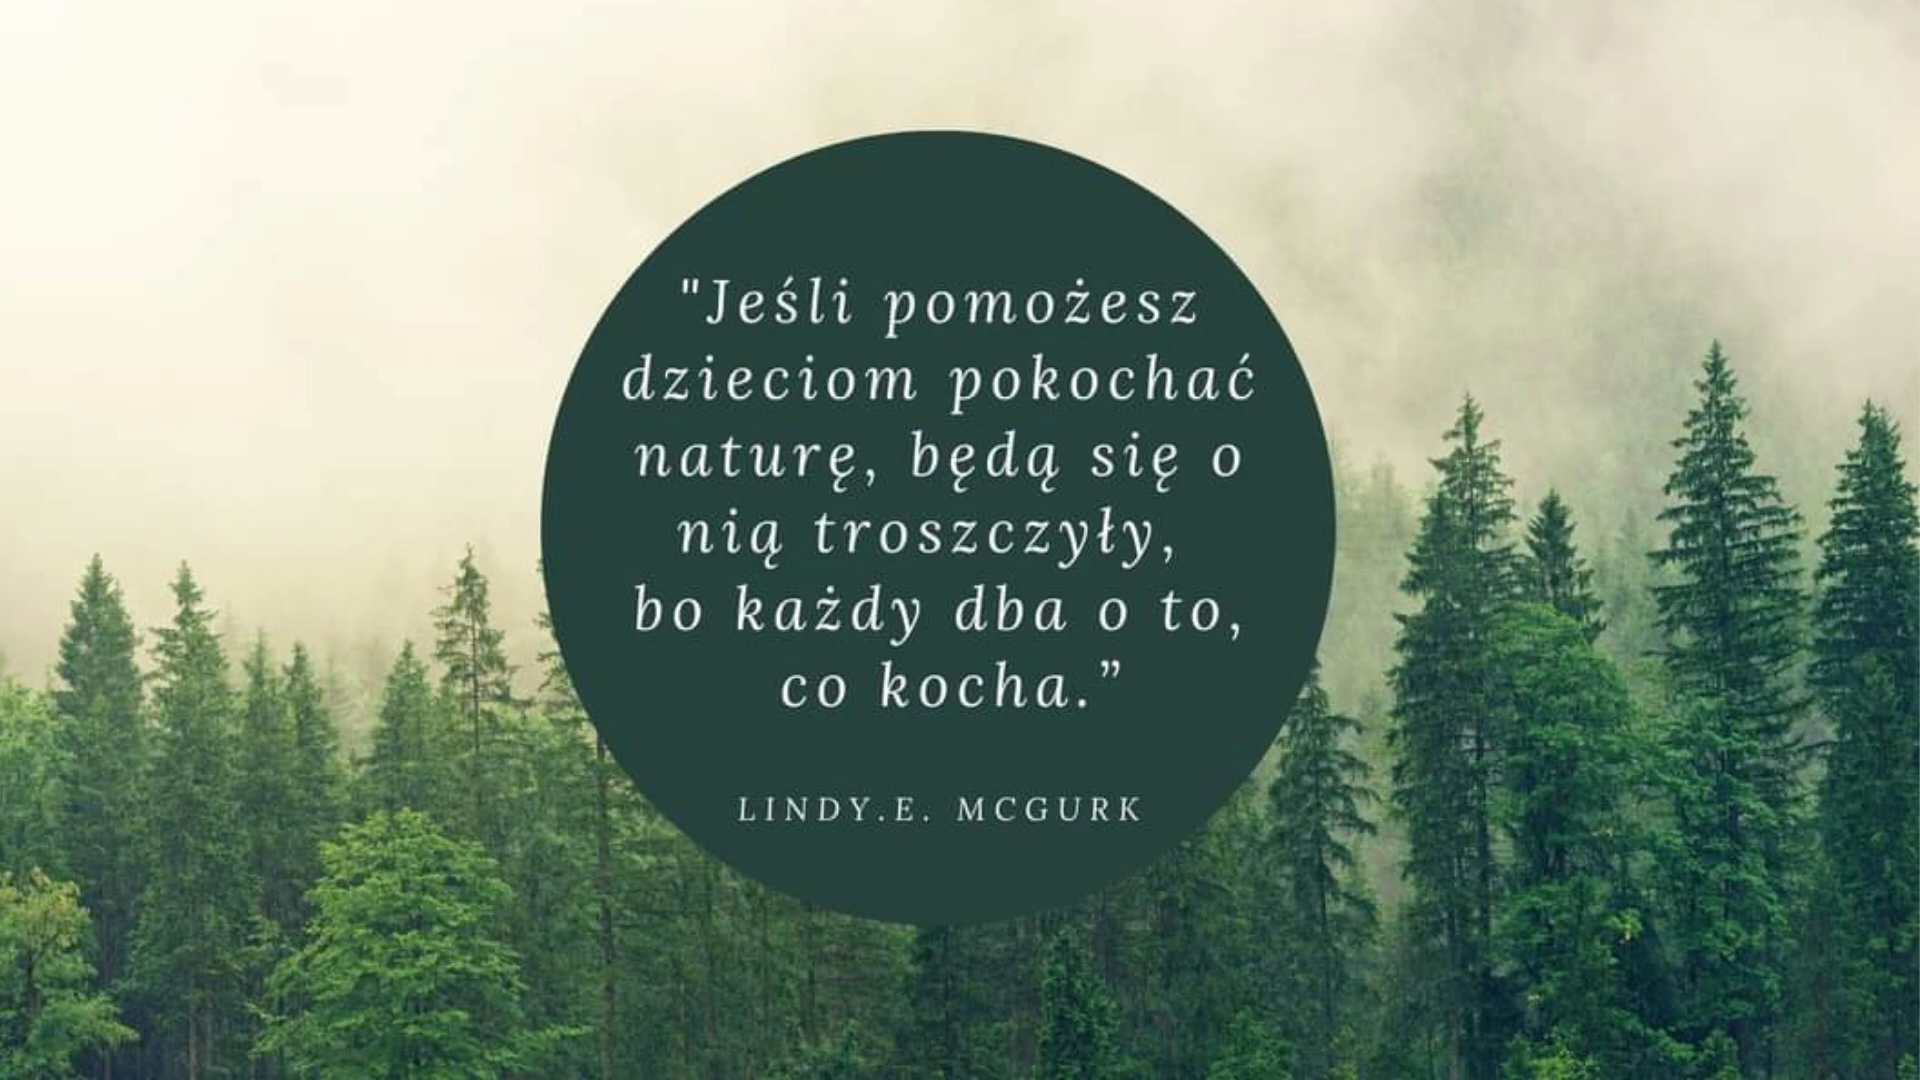 "Jeśli pomożesz
dzieciom pokochać
naturę, będą się o
nią troszczyły,
bo każdy dba o to,
co kocha.”
LINDY.E. MCGURK